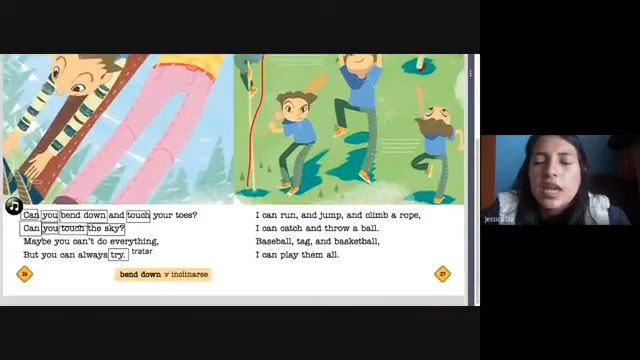 Can you bend down and touch your toes?
Can you touch the sky?
Maybe you can't do everything,
But you can always try. tratar
26
bend down v inclinarse
I can run, and jump, and climb a rope,
I can catch and throw a ball.
Baseball, tag, and basketball,
I can play them all.
27
Jessica Iza